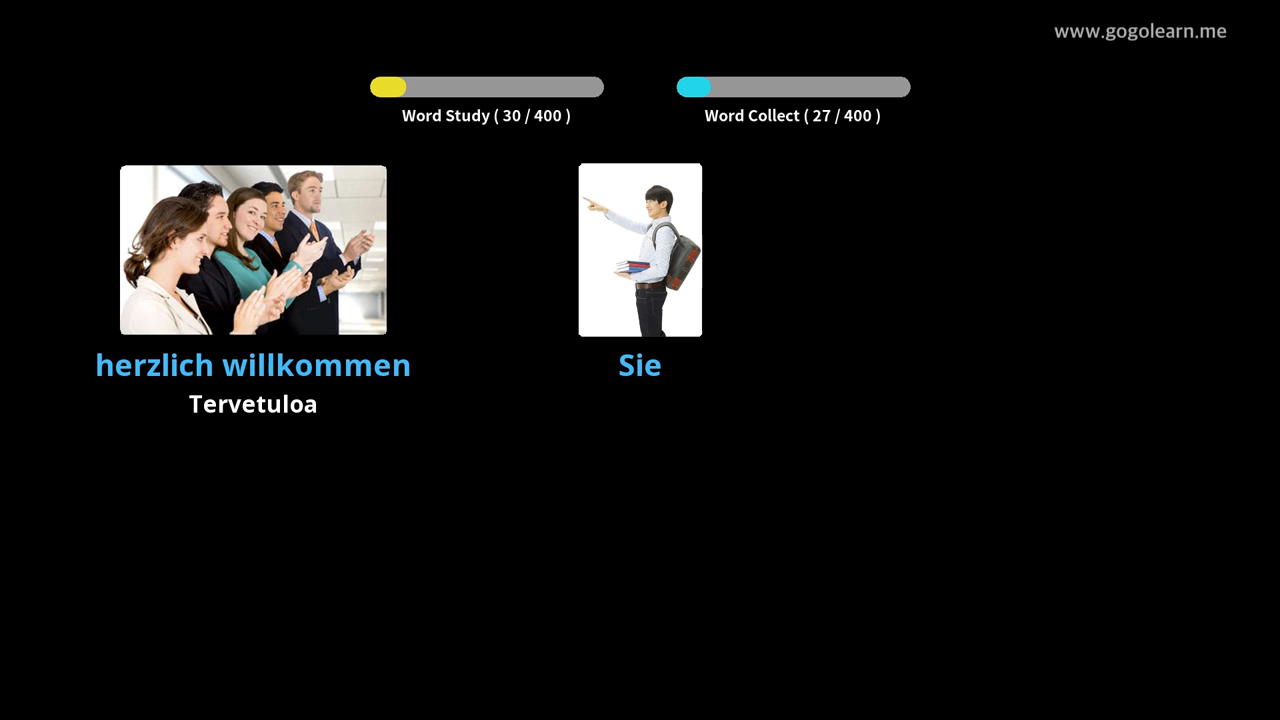 www.gogolearn.me
Word Study ( 30 / 400 )
Word Collect ( 27 / 400 )
herzlich willkommen
Tervetuloa
Sie